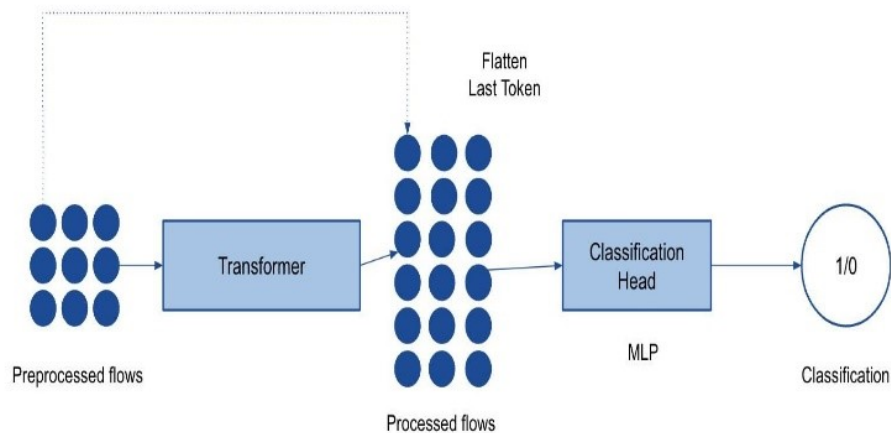 Flatten
Last Token
Transformer
Classification
Head
1/0
MLP
Preprocessed flows
Classification
Processed flows